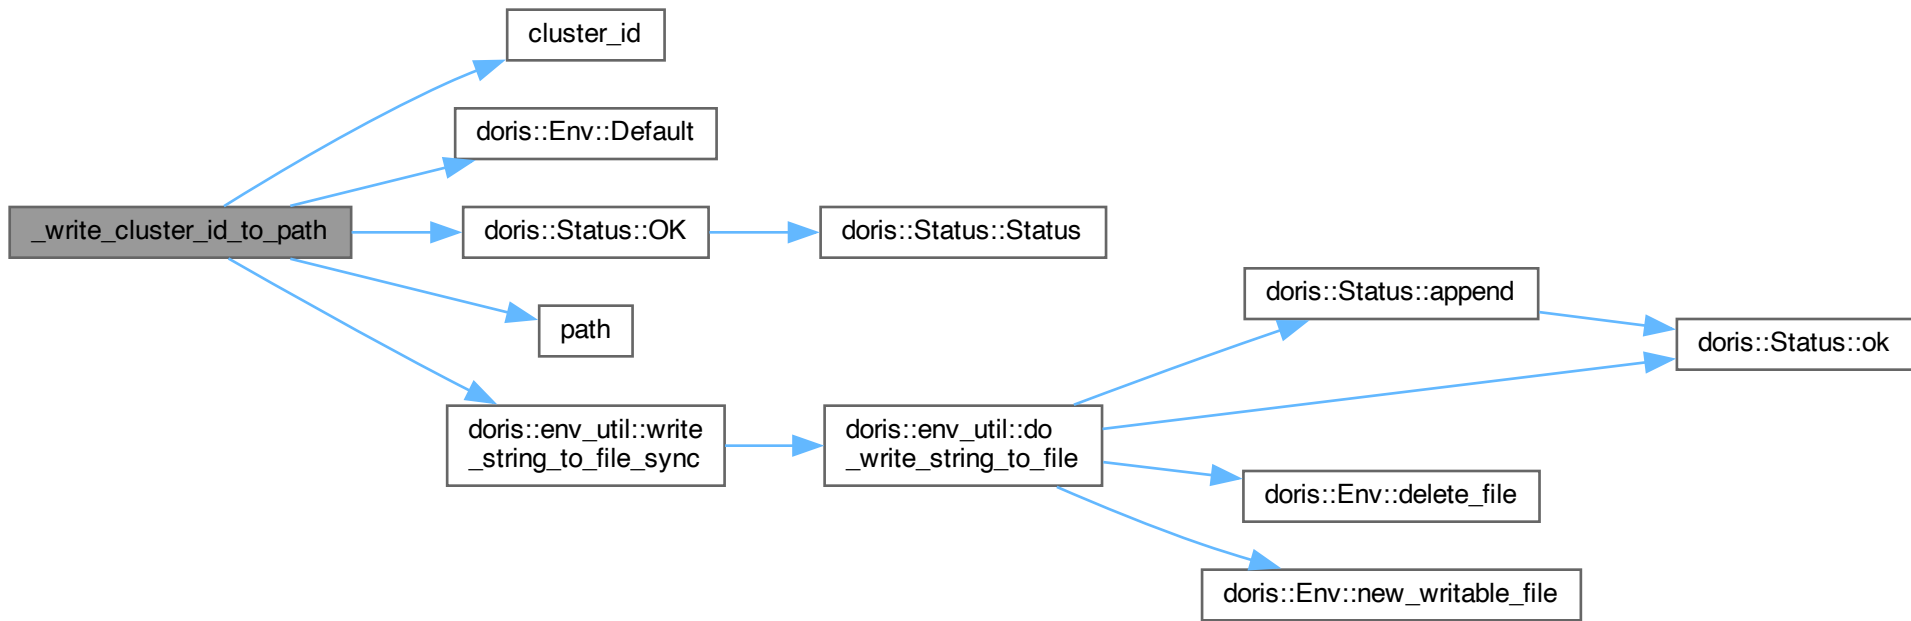 cluster_id
doris::Env::Default
_write_cluster_id_to_path
doris::Status::OK
doris::Status::Status
doris::Status::append
path
doris::Status::ok
doris::env_util::write
_string_to_file_sync
doris::env_util::do
_write_string_to_file
doris::Env::delete_file
doris::Env::new_writable_file